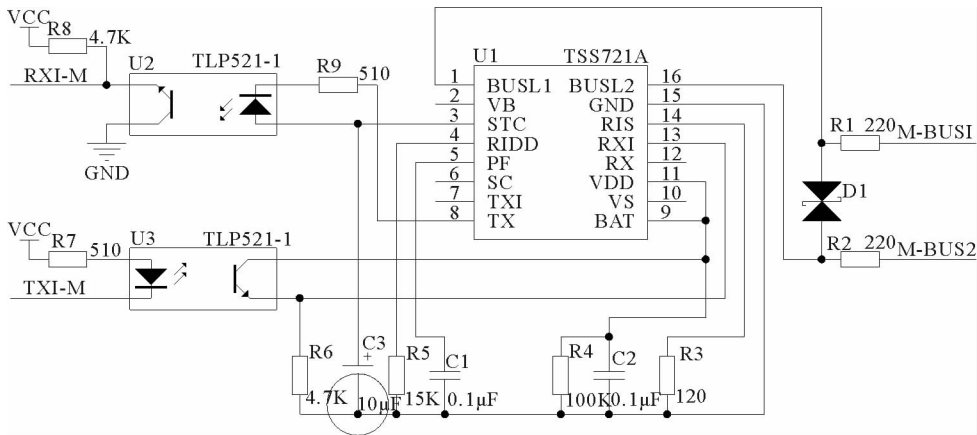 VCC
R8
4.7K
RXI-M
U2
TLP521-1
R9
510
GND
U1
TSS721A
1 BUSL1 BUSL2 16
2 VB GND 15
3 STC RIS 14
4 RIDD RXI 13
5 PF RX 12
6 SC VDD 11
7 TXI VS 10
8 TX BAT 9
R1 220 M-BUS1
D1
R2 220 M-BUS2
VCC
R7
510
TXI-M
U3
TLP521-1
R6
4.7K
C3
+
10μF
R5
15K
C1
0.1μF
R4
100K
C2
0.1μF
R3
120